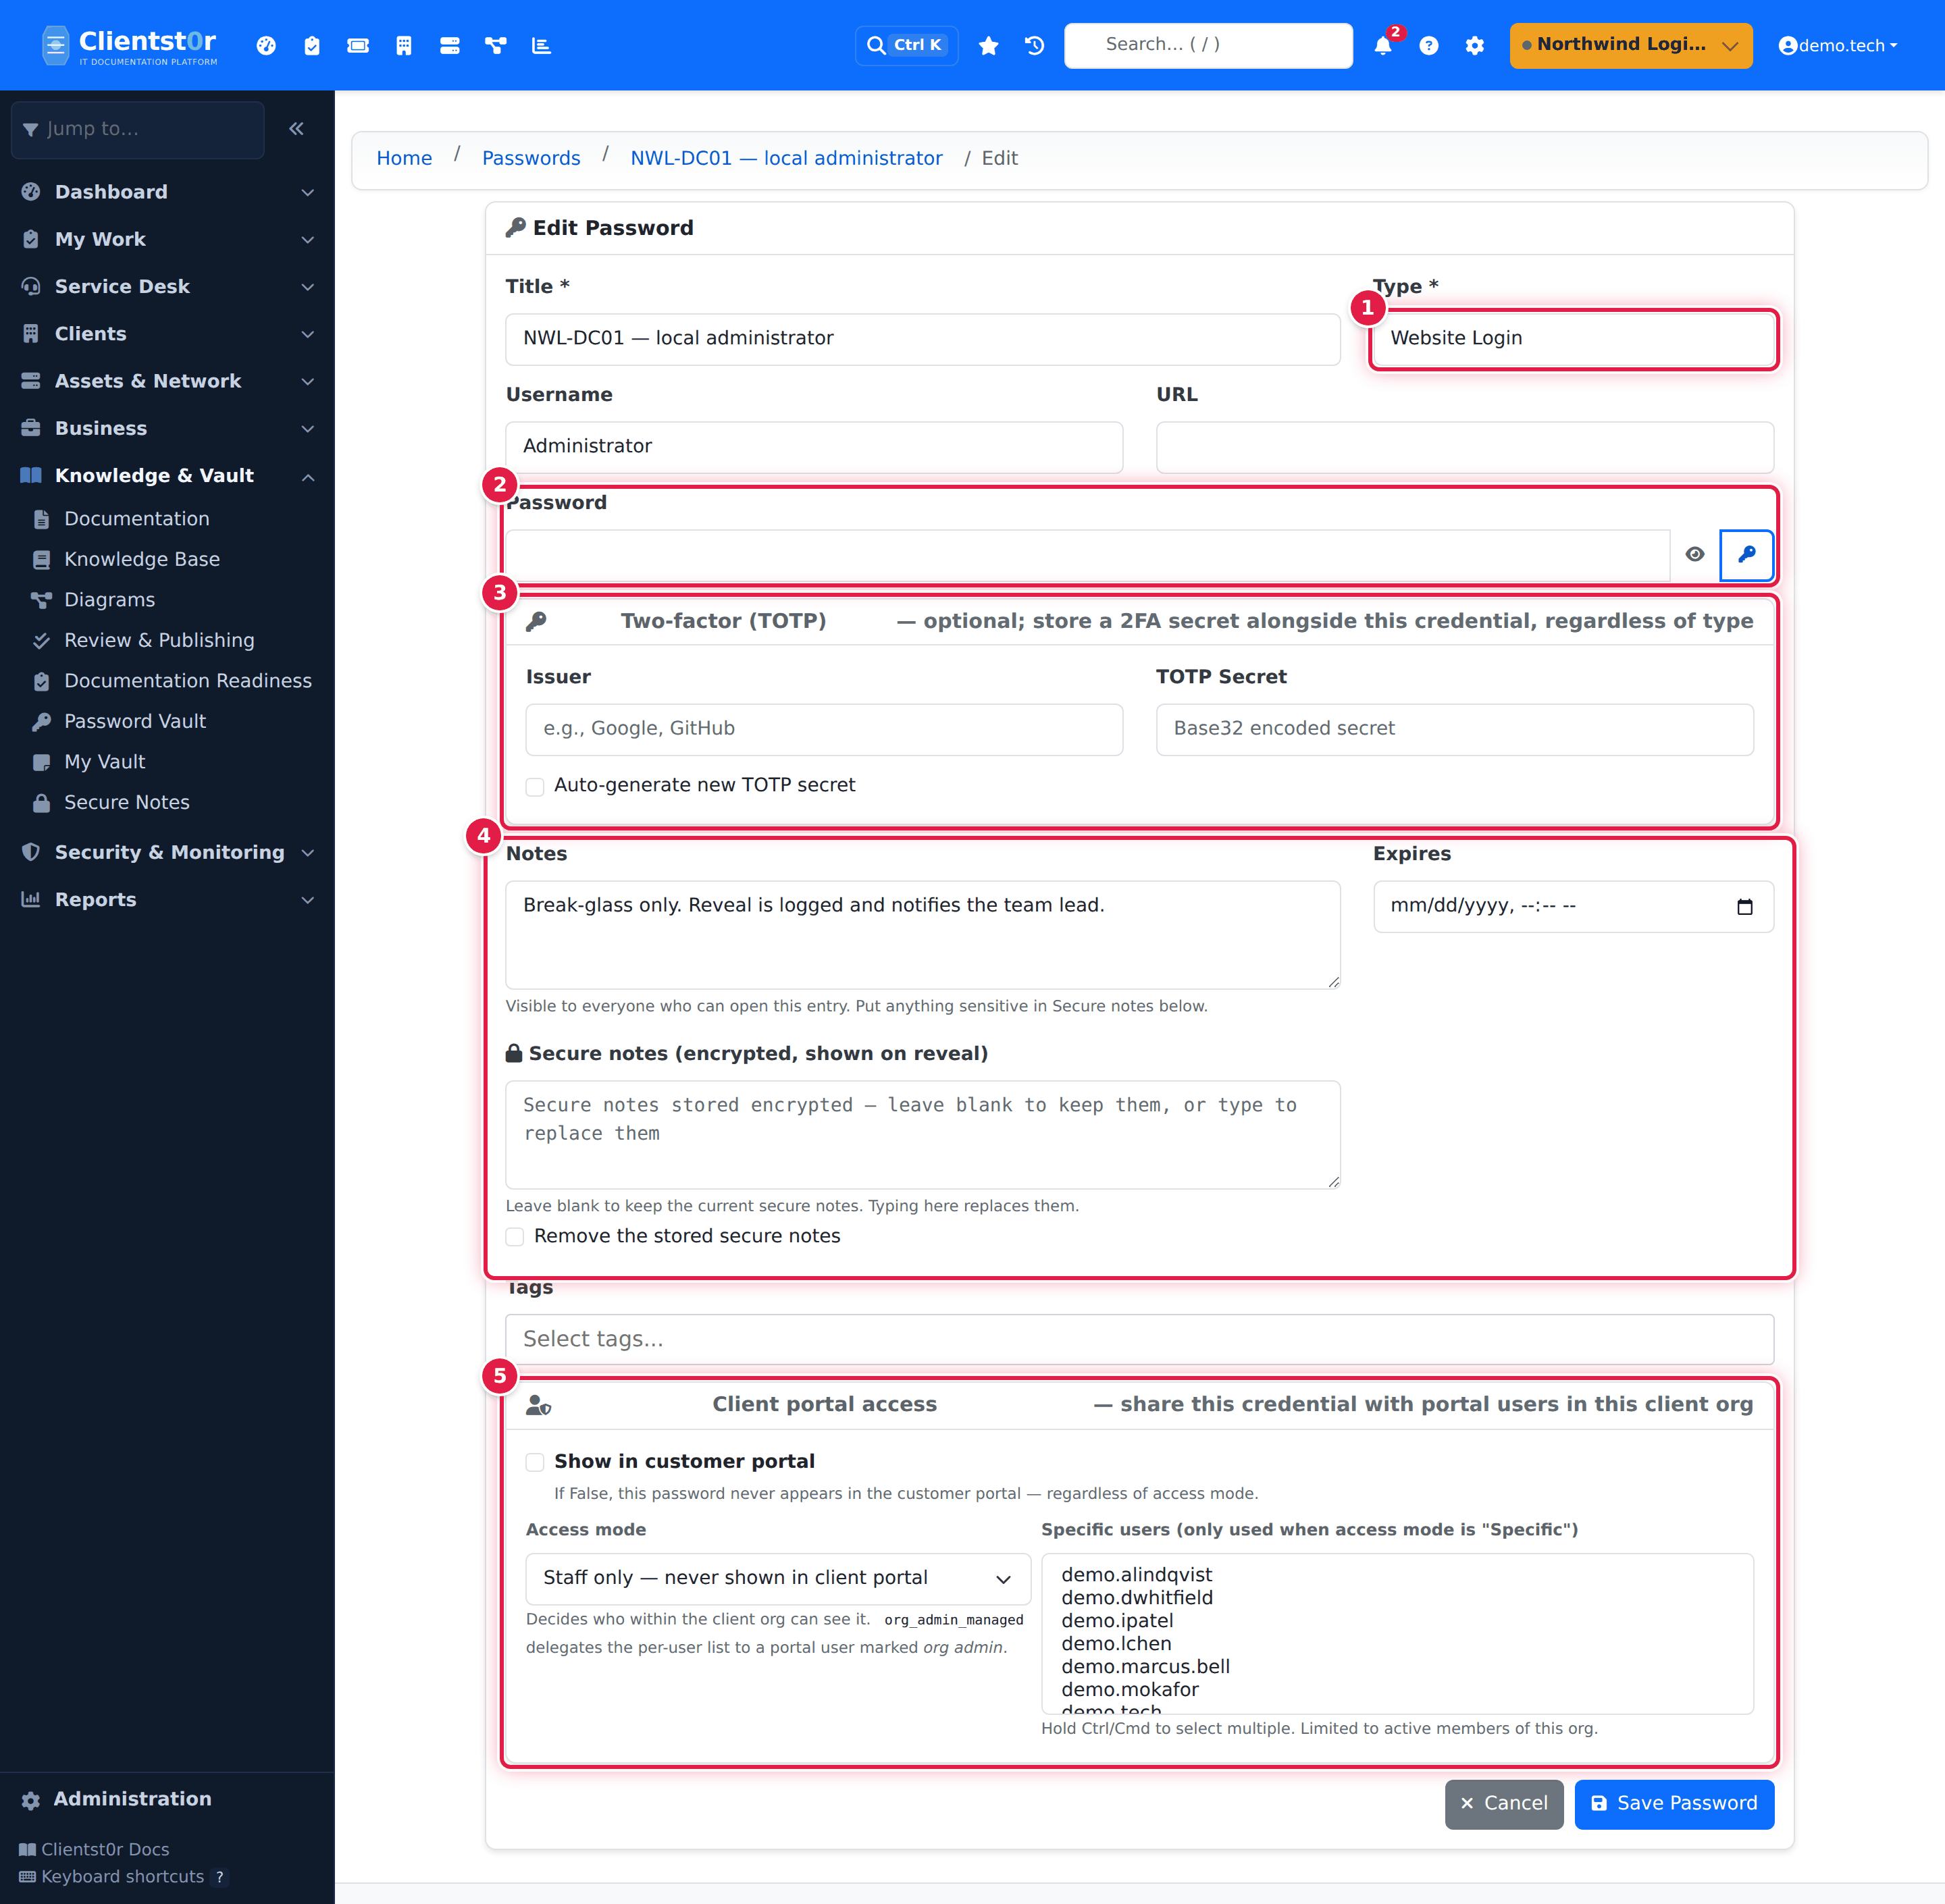 Clientst0r
IT DOCUMENTATION PLATFORM
Ctrl K
Search... ( / )
2
?
Northwind Logi...
demo.tech
Jump to...
Dashboard
My Work
Service Desk
Clients
Assets & Network
Business
Knowledge & Vault
Documentation
Knowledge Base
Diagrams
Review & Publishing
Documentation Readiness
Password Vault
My Vault
Secure Notes
Security & Monitoring
Reports
Administration
Clientst0r Docs
Keyboard shortcuts ?
Home / Passwords / NWL-DC01 — local administrator / Edit
Edit Password
Title * Type *
1
NWL-DC01 — local administrator Website Login
Username URL
Administrator
2
Password
3
Two-factor (TOTP) — optional; store a 2FA secret alongside this credential, regardless of type
Issuer TOTP Secret
e.g., Google, GitHub Base32 encoded secret
Auto-generate new TOTP secret
4
Notes Expires
Break-glass only. Reveal is logged and notifies the team lead. mm/dd/yyyy, --:-- --
Visible to everyone who can open this entry. Put anything sensitive in Secure notes below.
Secure notes (encrypted, shown on reveal)
Secure notes stored encrypted — leave blank to keep them, or type to
replace them
Leave blank to keep the current secure notes. Typing here replaces them.
Remove the stored secure notes
Tags
Select tags...
5
Client portal access — share this credential with portal users in this client org
Show in customer portal
If False, this password never appears in the customer portal — regardless of access mode.
Access mode Specific users (only used when access mode is "Specific")
Staff only — never shown in client portal
Decides who within the client org can see it. org_admin_managed
delegates the per-user list to a portal user marked org admin.
demo.alindqvist
demo.dwhitfield
demo.ipatel
demo.lchen
demo.marcus.bell
demo.mokafor
demo.tech
Hold Ctrl/Cmd to select multiple. Limited to active members of this org.
Cancel Save Password